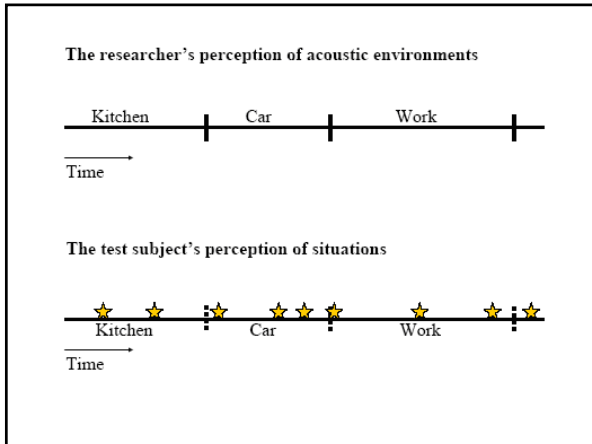 The researcher's perception of acoustic environments
Kitchen Car Work
Time
The test subject's perception of situations
Kitchen Car Work
Time